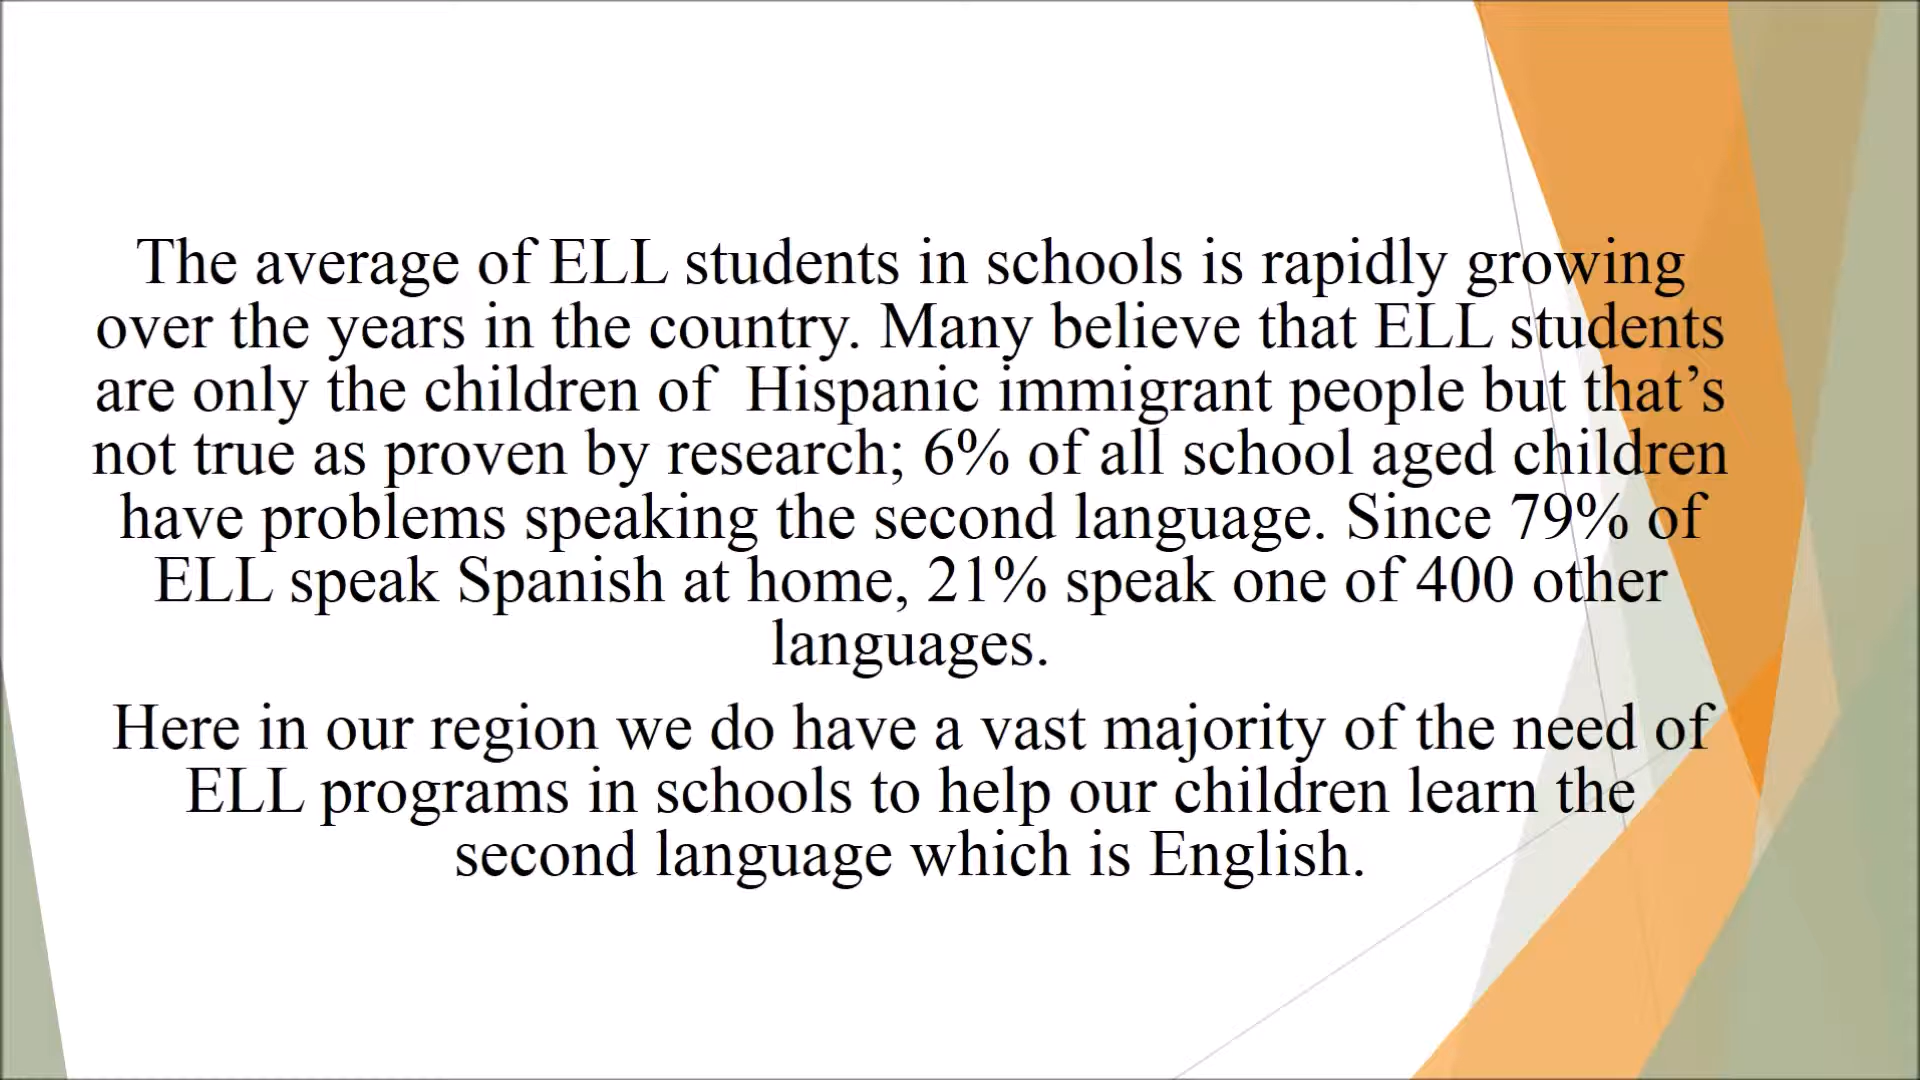 The average of ELL students in schools is rapidly growing
over the years in the country. Many believe that ELL students
are only the children of  Hispanic immigrant people but that’s
not true as proven by research; 6% of all school aged children
have problems speaking the second language. Since 79% of
ELL speak Spanish at home, 21% speak one of 400 other
languages.
Here in our region we do have a vast majority of the need of
ELL programs in schools to help our children learn the
second language which is English.